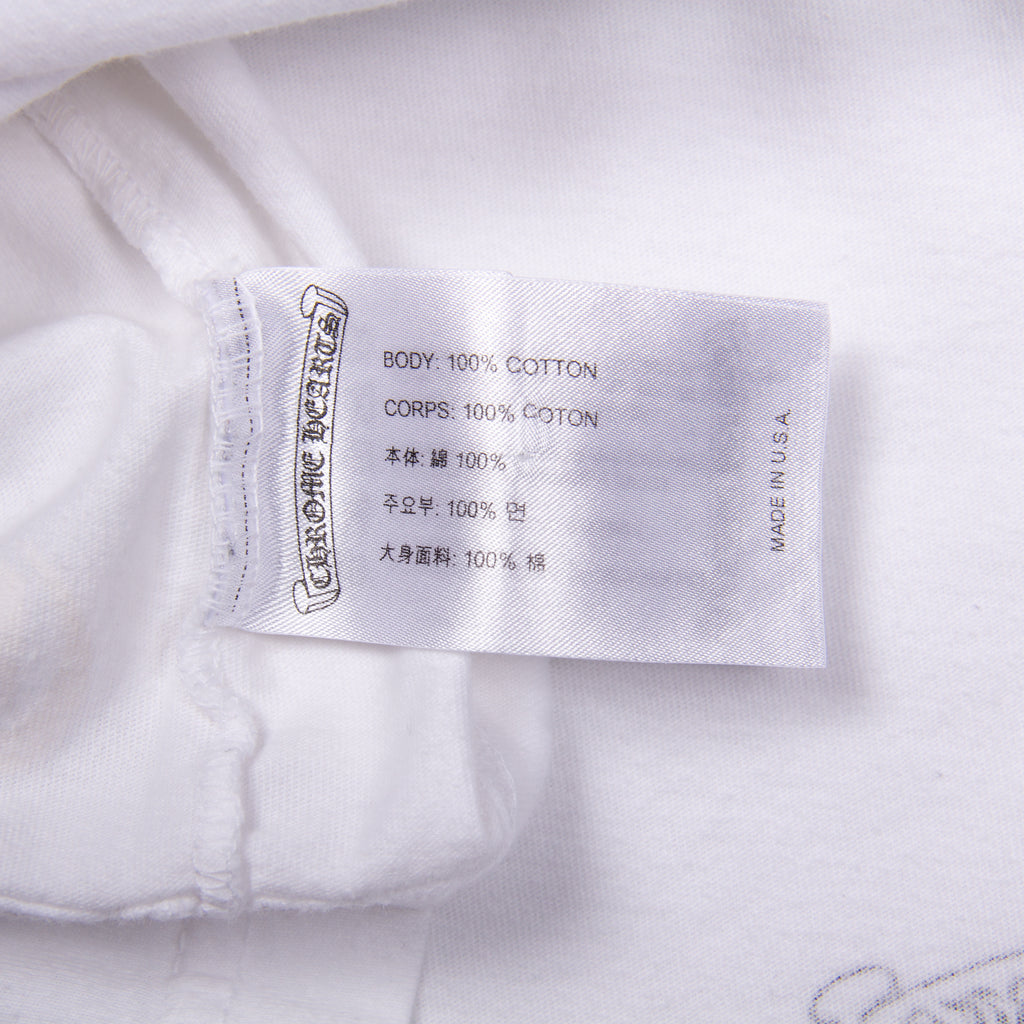 CHROME HEARTS
BODY: 100% COTTON
CORPS: 100% COTON
本体: 綿 100%
주요부: 100% 면
大身面料: 100% 棉
MADE IN U.S.A.